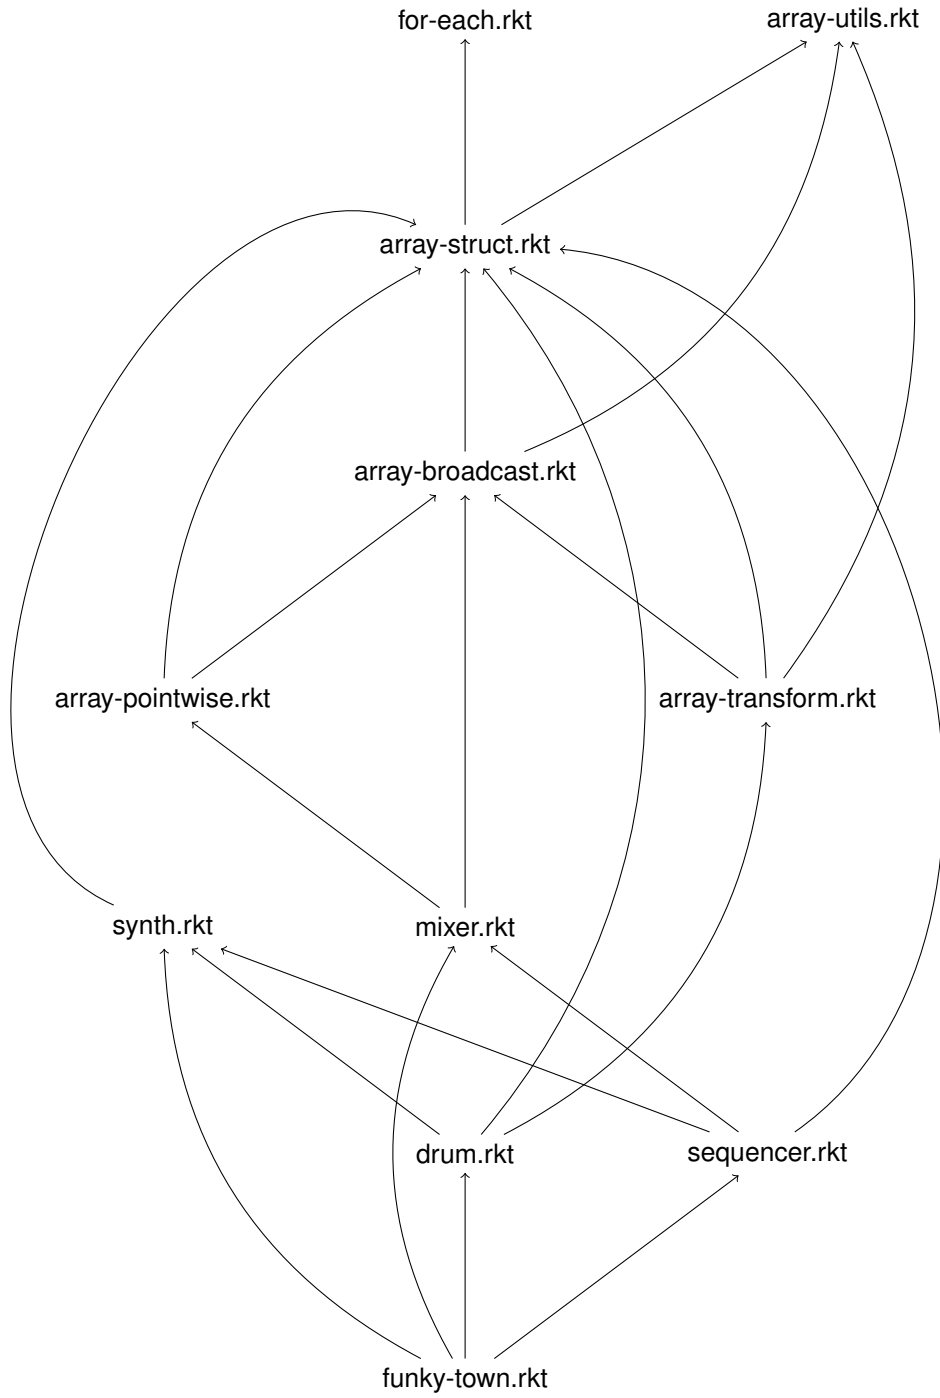 for-each.rkt
array-utils.rkt
array-struct.rkt
array-broadcast.rkt
array-pointwise.rkt
array-transform.rkt
synth.rkt
mixer.rkt
drum.rkt
sequencer.rkt
funky-town.rkt